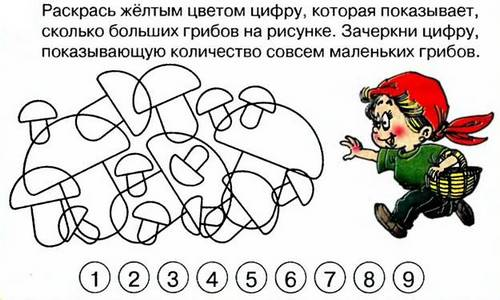 Раскрась жёлтым цветом цифру, которая показывает,
сколько больших грибов на рисунке. Зачеркни цифру,
показывающую количество совсем маленьких грибов.
1 2 3 4 5 6 7 8 9